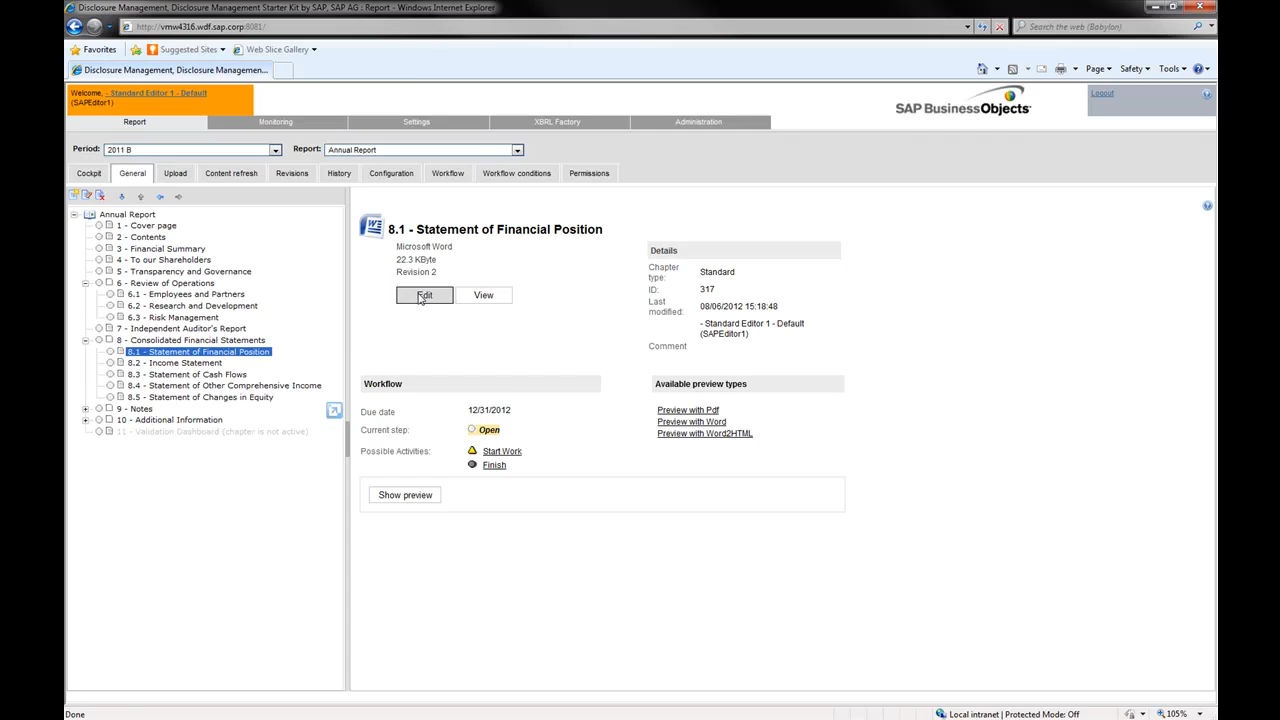 Disclosure Management, Disclosure Management Starter Kit by SAP, SAP AG : Report - Windows Internet Explorer
http://vmw4316.wdf.sap.corp:8081/
Search the web (Babylon)
Favorites Suggested Sites Web Slice Gallery
Disclosure Management, Disclosure Managemen...
Page Safety Tools
Welcome, - Standard Editor 1 - Default
(SAPEditor1)
SAP BusinessObjects
Logout
Report Monitoring Settings XBRL Factory Administration
Period: 2011 B Report: Annual Report
Cockpit General Upload Content refresh Revisions History Configuration Workflow Workflow conditions Permissions
Annual Report
1 - Cover page
2 - Contents
3 - Financial Summary
4 - To our Shareholders
5 - Transparency and Governance
6 - Review of Operations
6.1 - Employees and Partners
6.2 - Research and Development
6.3 - Risk Management
7 - Independent Auditor's Report
8 - Consolidated Financial Statements
8.1 - Statement of Financial Position
8.2 - Income Statement
8.3 - Statement of Cash Flows
8.4 - Statement of Other Comprehensive Income
8.5 - Statement of Changes in Equity
9 - Notes
10 - Additional Information
11 - Validation Dashboard (chapter is not active)
8.1 - Statement of Financial Position
Microsoft Word
22.3 KByte
Revision 2
Edit View
Details
Chapter type: Standard
ID: 317
Last modified: 08/06/2012 15:18:48
- Standard Editor 1 - Default
(SAPEditor1)
Comment
Workflow
Due date 12/31/2012
Current step: Open
Possible Activities: Start Work
Finish
Available preview types
Preview with Pdf
Preview with Word
Preview with Word2HTML
Show preview
Done
Local intranet | Protected Mode: Off
105%